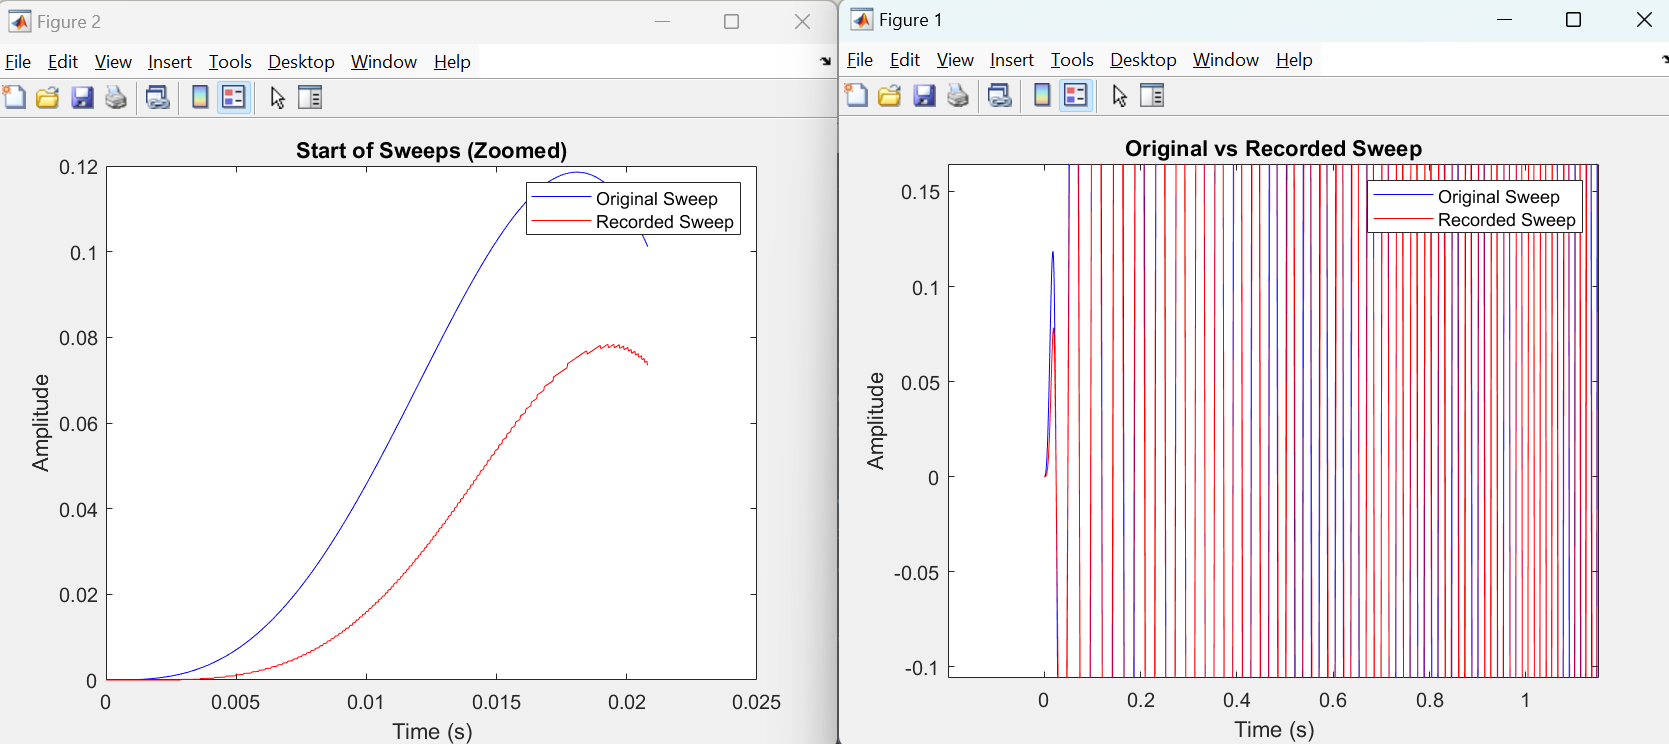 Figure 2
File Edit View Insert Tools Desktop Window Help
Start of Sweeps (Zoomed)
0.12
0.1
0.08
0.06
0.04
0.02
0
Amplitude
Original Sweep
Recorded Sweep
0 0.005 0.01 0.015 0.02 0.025
Time (s)
Figure 1
File Edit View Insert Tools Desktop Window Help
Original vs Recorded Sweep
0.15
0.1
0.05
0
-0.05
-0.1
Amplitude
Original Sweep
Recorded Sweep
0 0.2 0.4 0.6 0.8 1
Time (s)